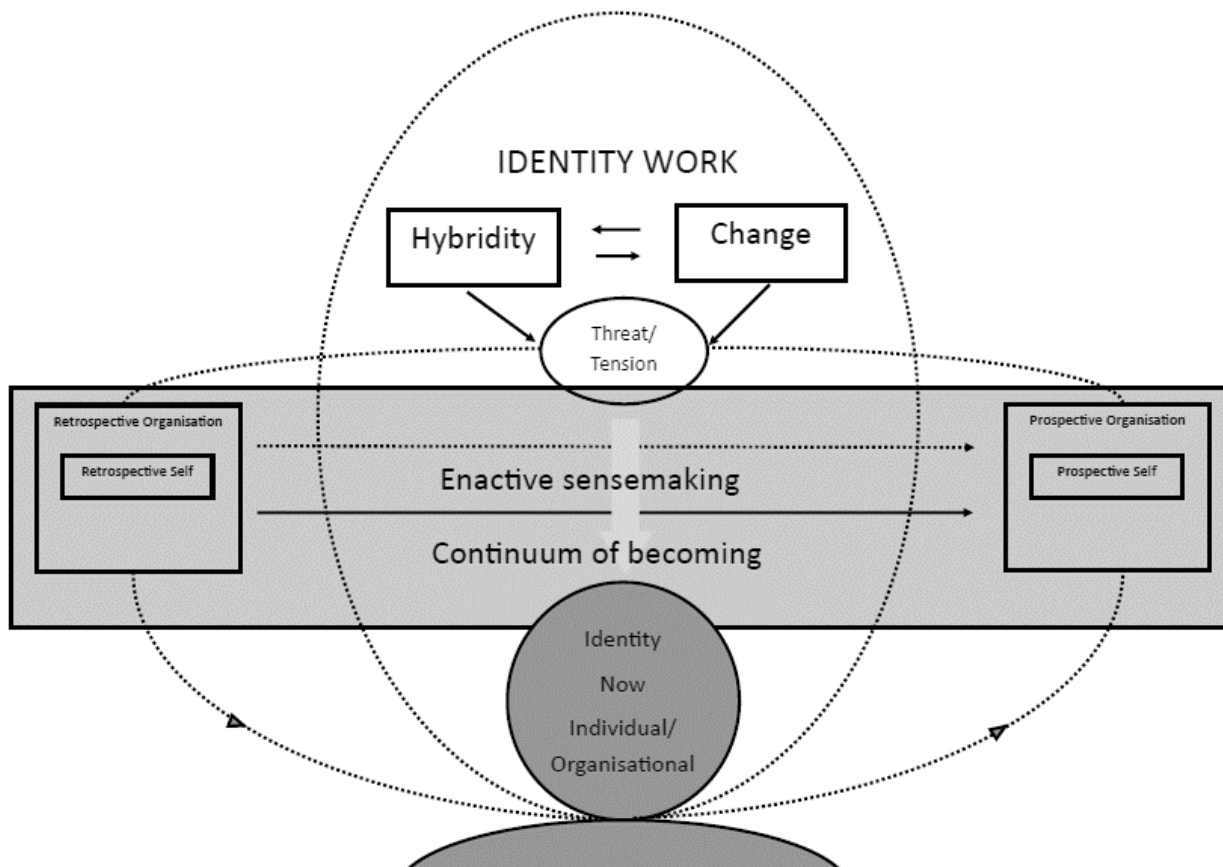 IDENTITY WORK
Hybridity
Change
Threat/
Tension
Retrospective Organisation
Retrospective Self
Prospective Organisation
Prospective Self
Enactive sensemaking
Continuum of becoming
Identity
Now
Individual/
Organisational